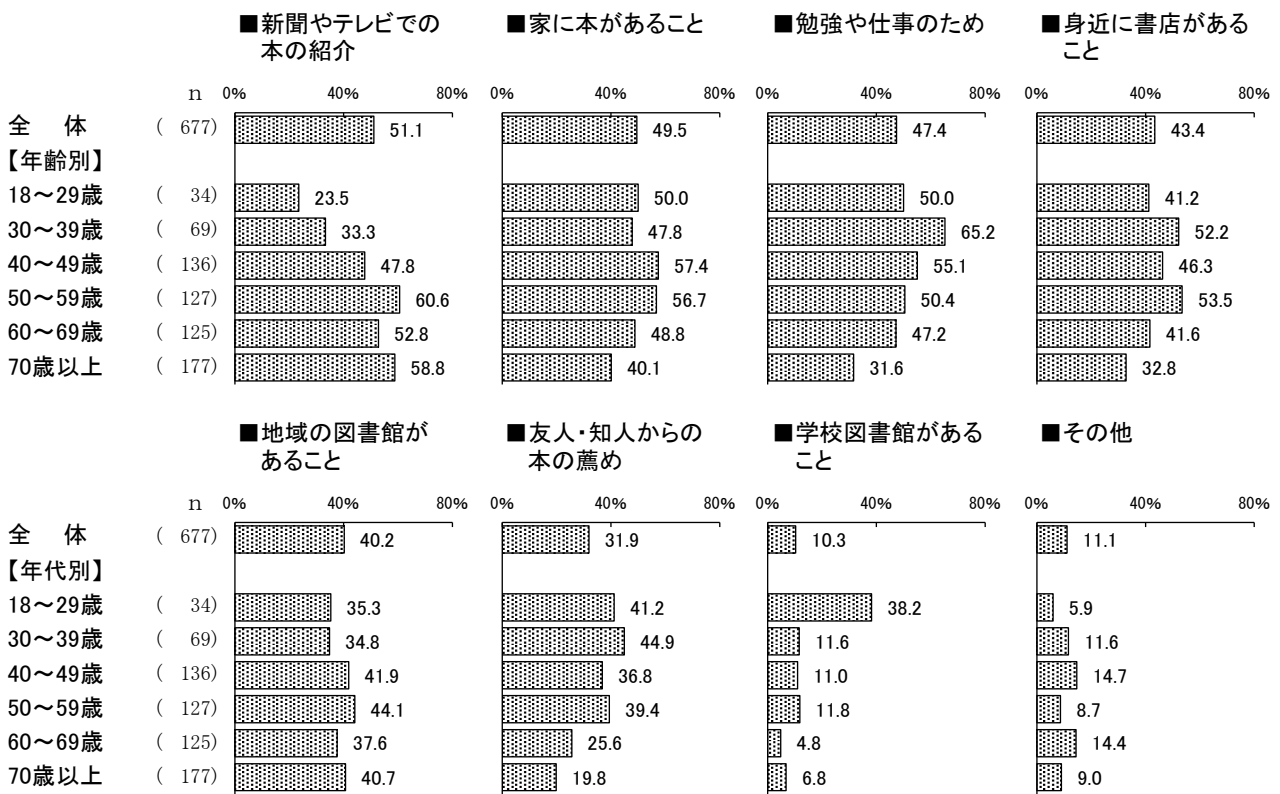 ■新聞やテレビでの ■家に本があること ■勉強や仕事のため ■身近に書店がある
本の紹介 こと
n 0% 40% 80% 0% 40% 80% 0% 40% 80% 0% 40% 80%
全 体 ( 677) 51.1 49.5 47.4 43.4
【年齢別】
18～29歳 ( 34) 23.5 50.0 50.0 41.2
30～39歳 ( 69) 33.3 47.8 65.2 52.2
40～49歳 ( 136) 47.8 57.4 55.1 46.3
50～59歳 ( 127) 60.6 56.7 50.4 53.5
60～69歳 ( 125) 52.8 48.8 47.2 41.6
70歳以上 ( 177) 58.8 40.1 31.6 32.8
■地域の図書館が ■友人・知人からの ■学校図書館がある ■その他
あること 本の薦め こと
n 0% 40% 80% 0% 40% 80% 0% 40% 80% 0% 40% 80%
全 体 ( 677) 40.2 31.9 10.3 11.1
【年代別】
18～29歳 ( 34) 35.3 41.2 38.2 5.9
30～39歳 ( 69) 34.8 44.9 11.6 11.6
40～49歳 ( 136) 41.9 36.8 11.0 14.7
50～59歳 ( 127) 44.1 39.4 11.8 8.7
60～69歳 ( 125) 37.6 25.6 4.8 14.4
70歳以上 ( 177) 40.7 19.8 6.8 9.0